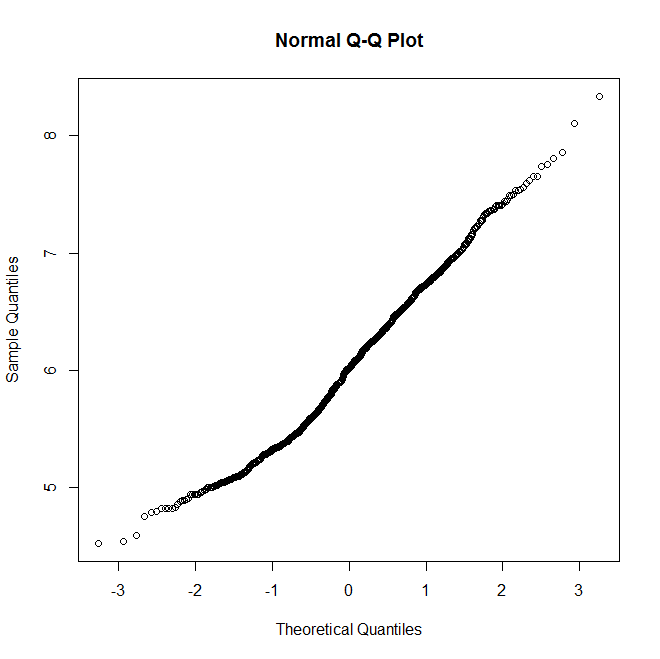 Normal Q-Q Plot
8
7
6
5
Sample Quantiles
-3 -2 -1 0 1 2 3
Theoretical Quantiles